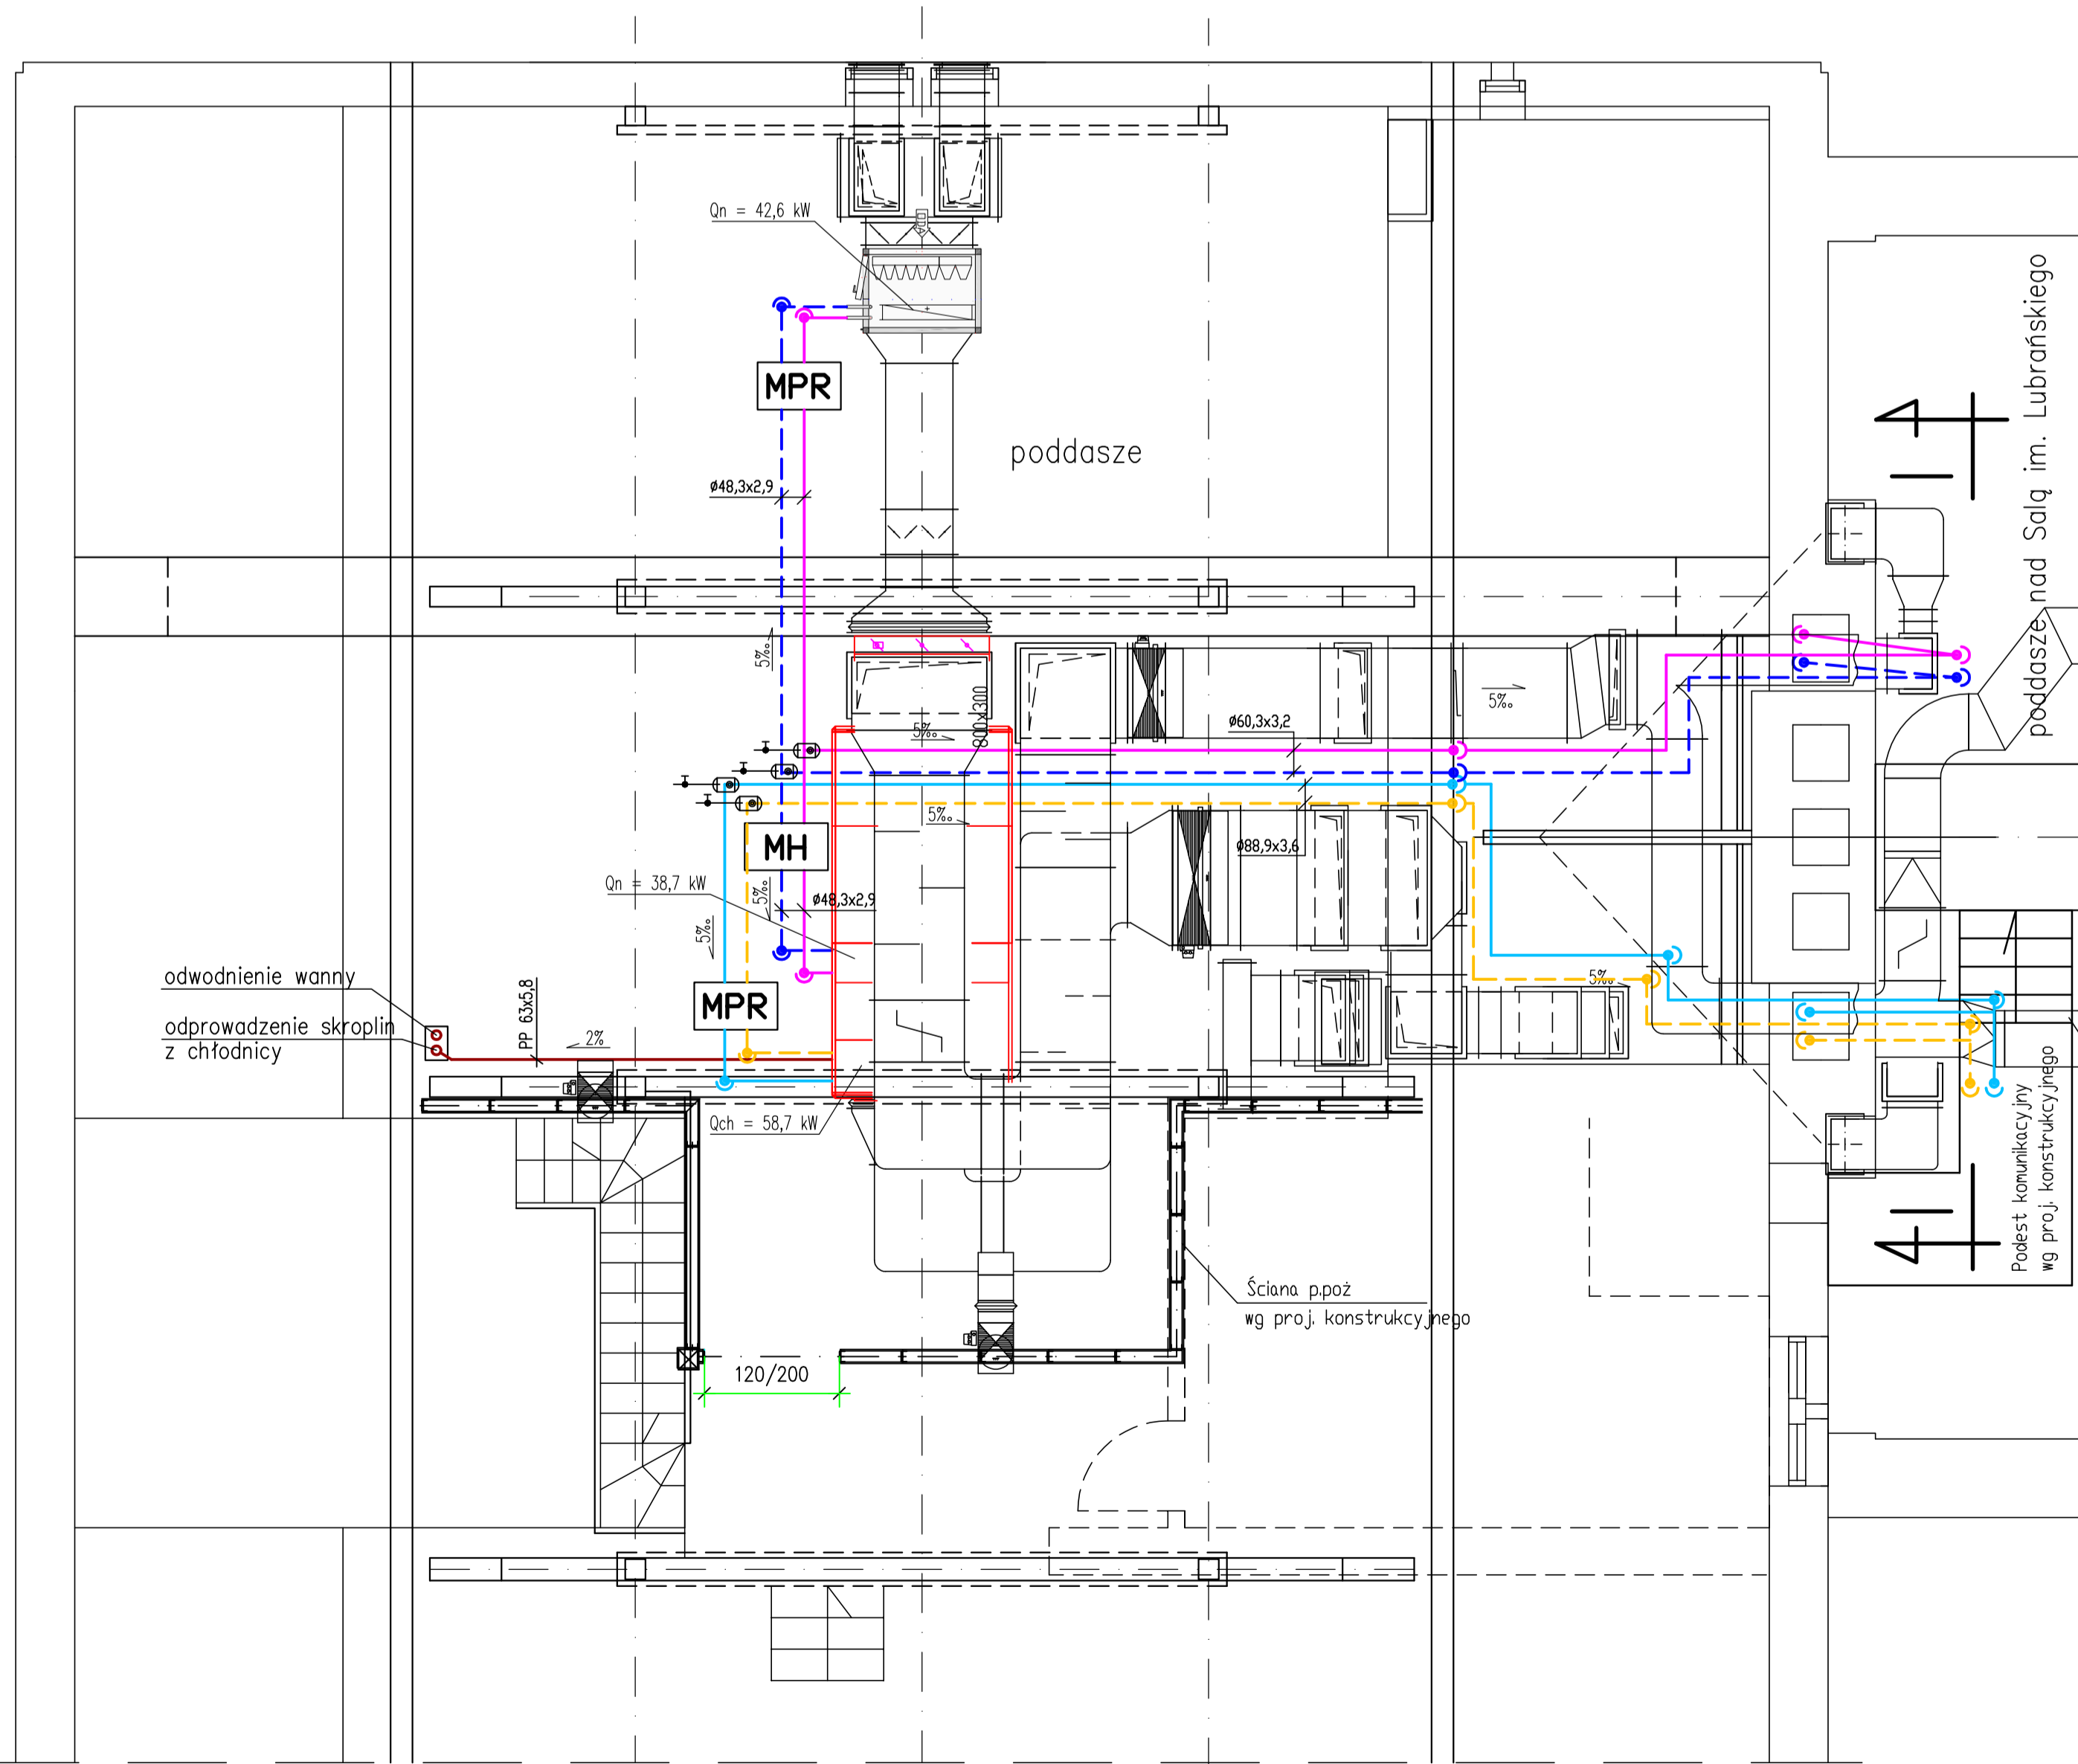 Qn = 42,6 kW
MPR
poddasze
ø48,3x2,9
poddasze nad Salą im. Lubrańskiego
5‰
800x300
5‰
5‰
ø60,3x3,2
5‰
MH
ø88,9x3,6
Qn = 38,7 kW
5‰
ø48,3x2,9
5‰
odwodnienie wanny
MPR
5‰
odprowadzenie skroplin
z chłodnicy
PP 63x5,8
2%
Qch = 58,7 kW
Podest komunikacyjny
wg proj. konstrukcyjnego
Ściana p.poż
wg proj. konstrukcyjnego
120/200